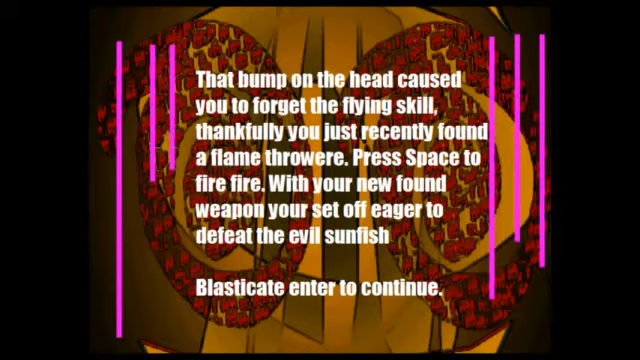 That bump on the head caused
you to forget the flying skill,
thankfully you just recently found
a flame throwere. Press Space to
fire fire. With your new found
weapon your set off eager to
defeat the evil sunfish
Blasticate enter to continue.